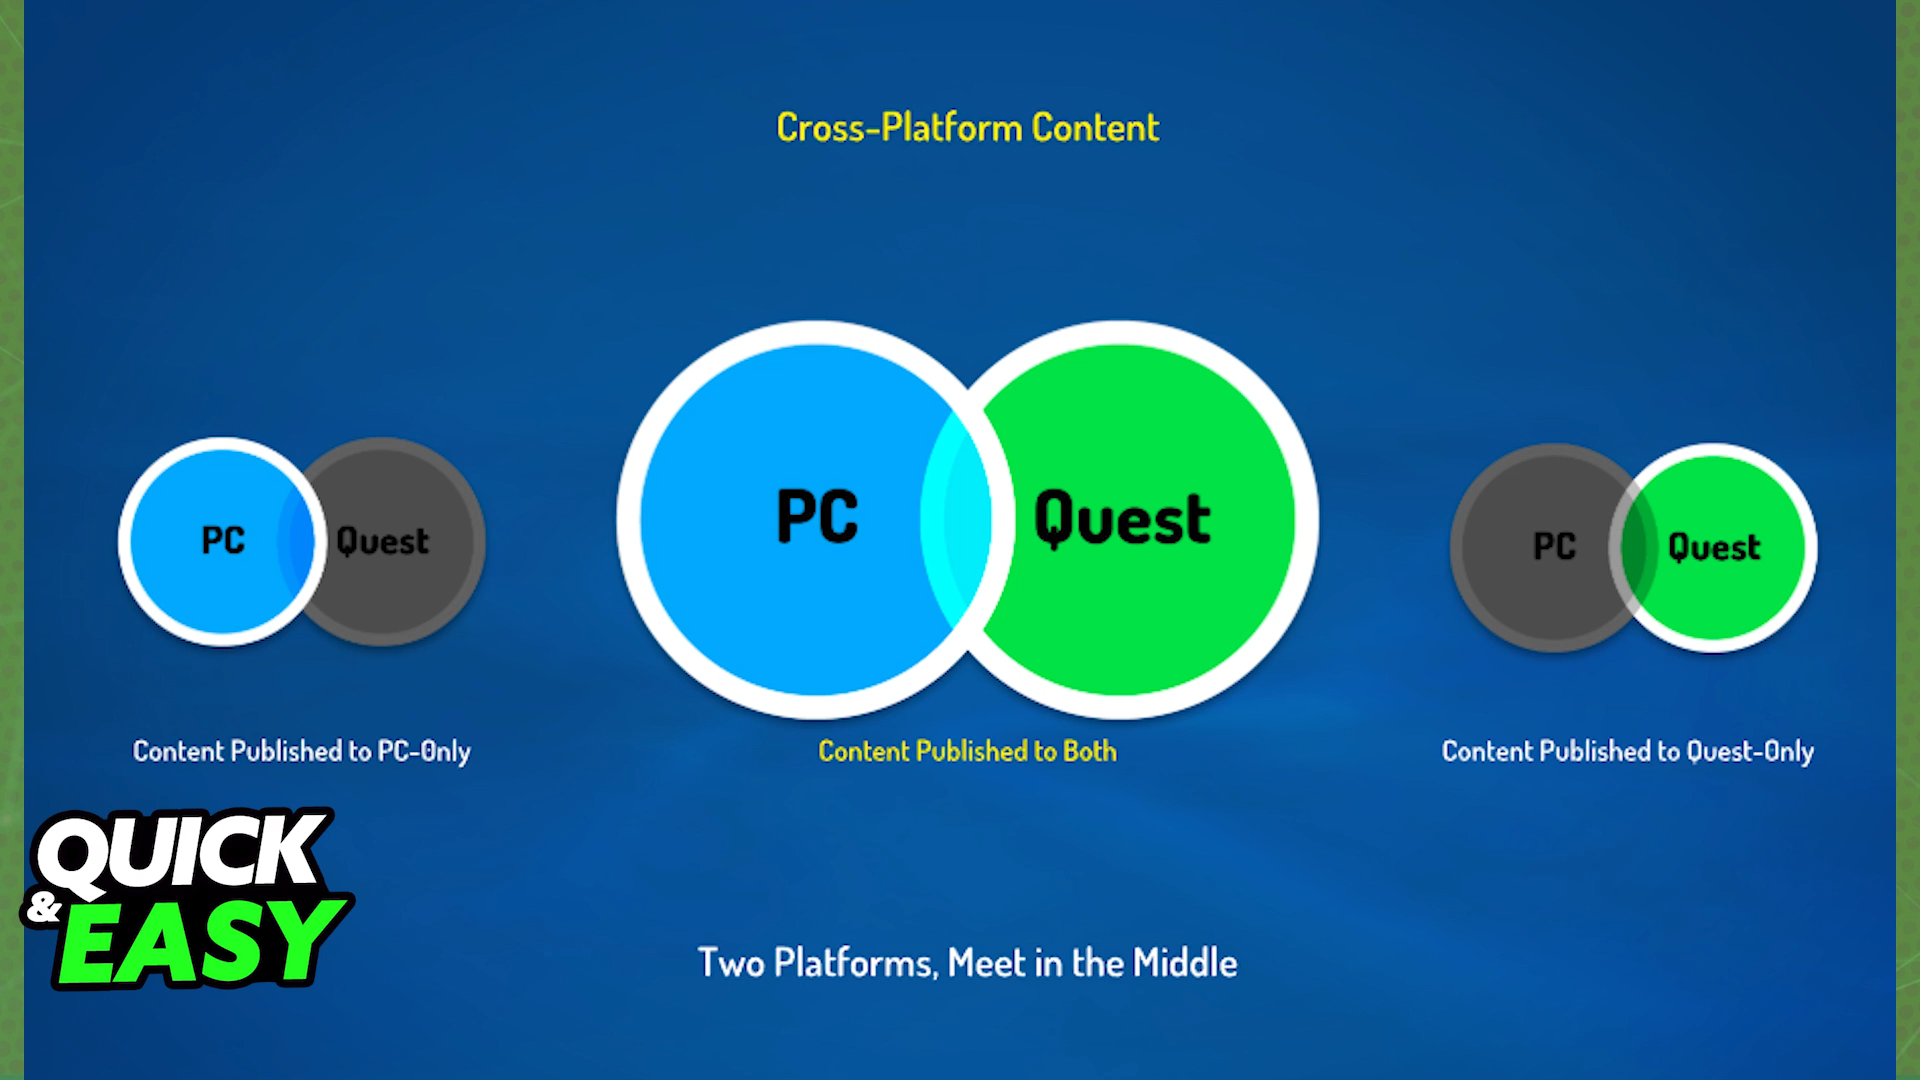 Cross-Platform Content
PC
Quest
PC
Quest
PC
Quest
Content Published to PC-Only
Content Published to Both
Content Published to Quest-Only
QUICK
& EASY
Two Platforms, Meet in the Middle